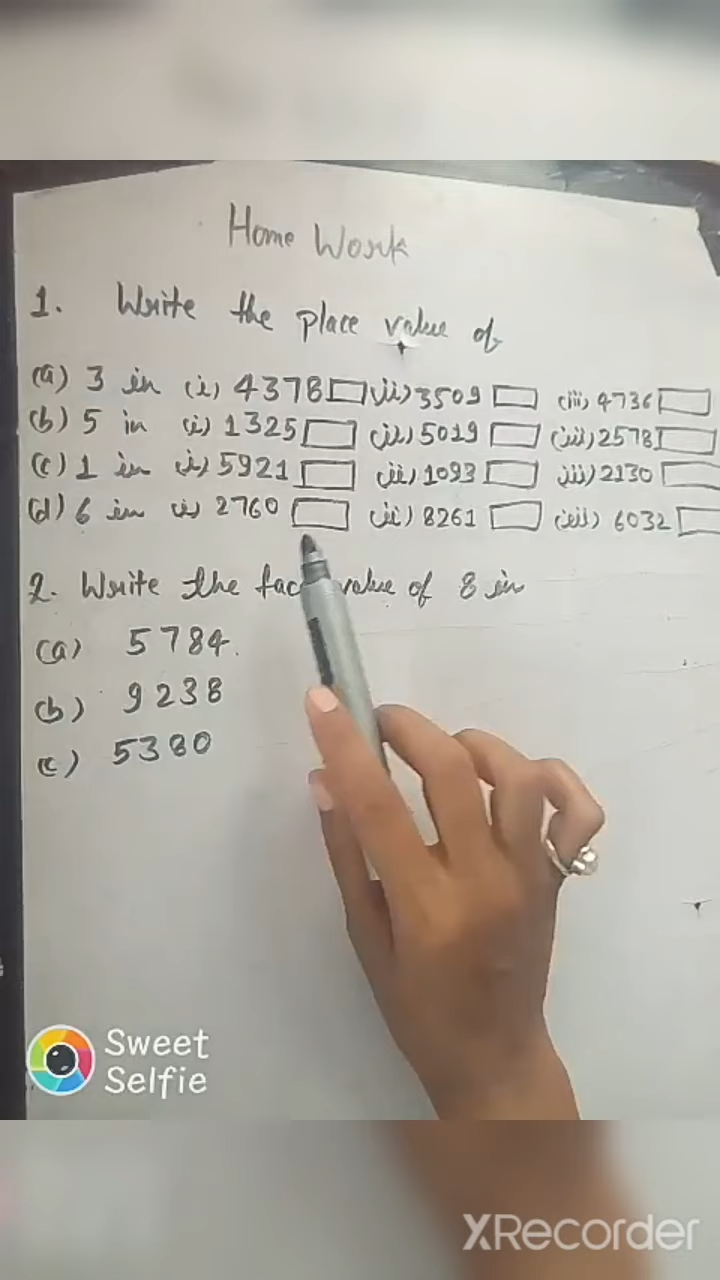 Home Work
1. Write the place value of
(a) 3 in (i) 4378 (ii) 3509 (iii) 4736
(b) 5 in (i) 1325 (ii) 5019 (iii) 2578
(c) 1 in (i) 5921 (ii) 1093 (iii) 2130
(d) 6 in (i) 2760 (ii) 8261 (iii) 6032
2. Write the face value of 8 in
(a) 5784.
(b) 9238
(c) 5380
Sweet
Selfie
XRecorder